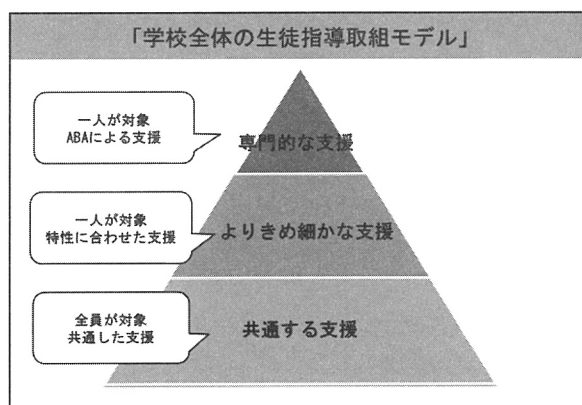 「学校全体の生徒指導取組モデル」
一人が対象
ABAによる支援
専門的な支援
一人が対象
特性に合わせた支援
よりきめ細かな支援
全員が対象
共通した支援
共通する支援